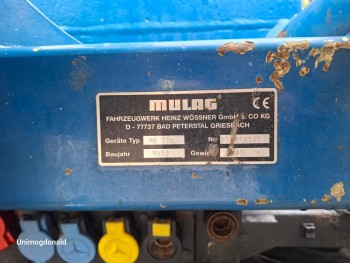 MULAG CE
FAHRZEUGWERK HEINZ WÖSSNER GmbH u. CO KG
D - 77737 BAD PETERSTAL GRIESBACH
Geräte Typ No
Baujahr Gewicht
Unimogdonald